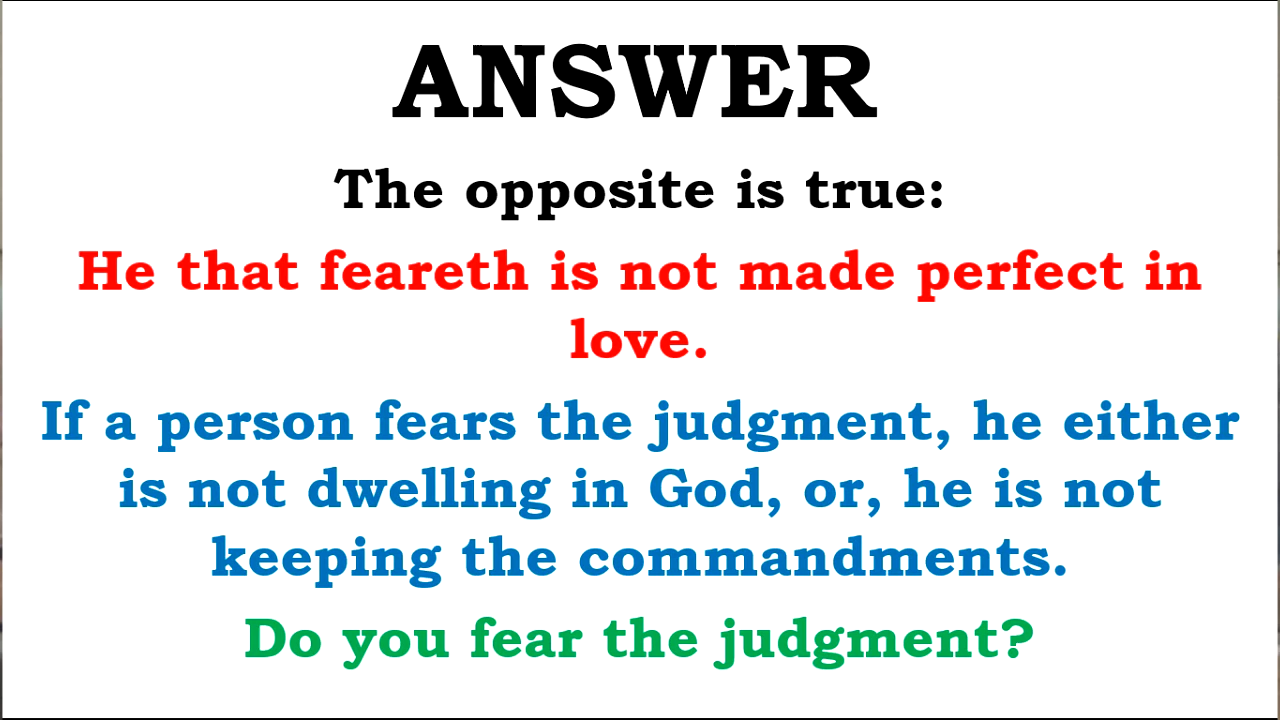 ANSWER
The opposite is true:
He that feareth is not made perfect in
love.
If a person fears the judgment, he either
is not dwelling in God, or, he is not
keeping the commandments.
Do you fear the judgment?